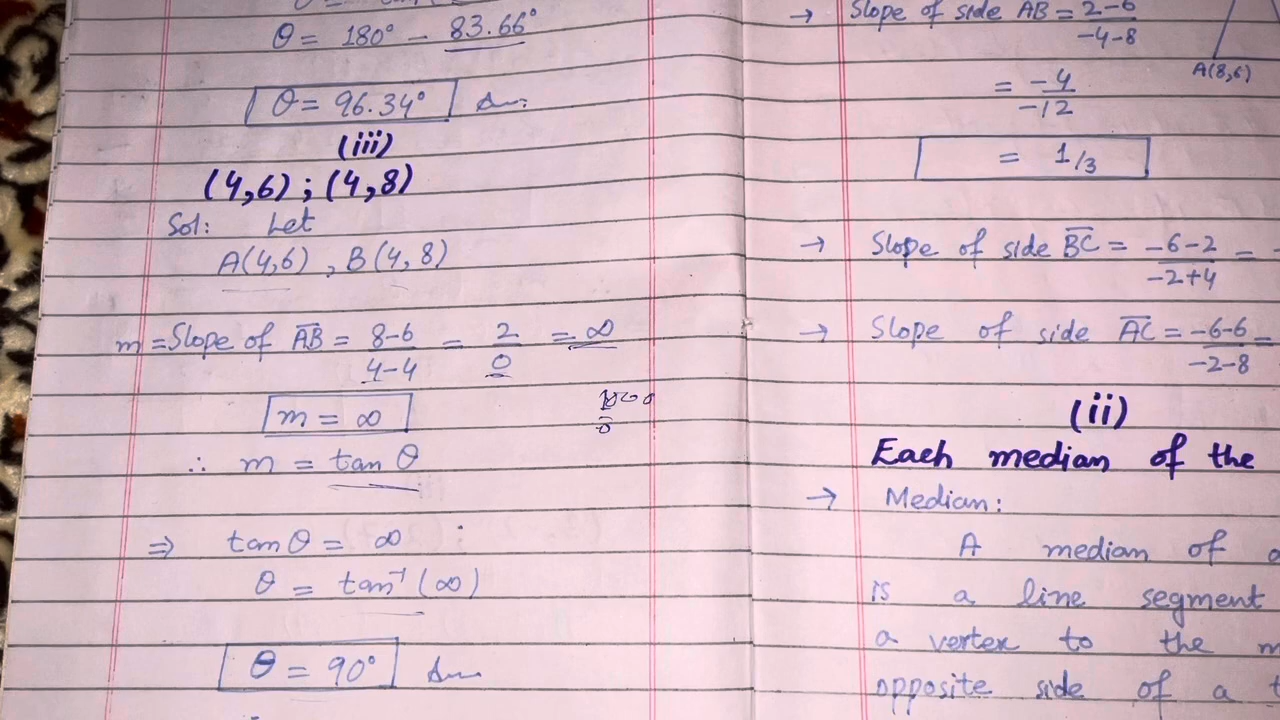 θ = 180° - 83.66°
θ = 96.34° Ans
(iii)
(4,6) ; (4,8)
Sol: Let
A(4,6), B(4,8)
m = Slope of AB = 8-6/4-4 = 2/0 = ∞
m = ∞
∴ m = tan θ
⇒ tan θ = ∞ ;
θ = tan⁻¹(∞)
θ = 90° Ans
→ Slope of side AB = 2-6/-4-8
A(8,6)
= -4/-12
= 1/3
→ Slope of side BC = -6-2/-2+4 =
→ Slope of side AC = -6-6/-2-8 =
(ii)
Each median of the
→ Median:
A median of a
is a line segment
a vertex to the m
opposite side of a t